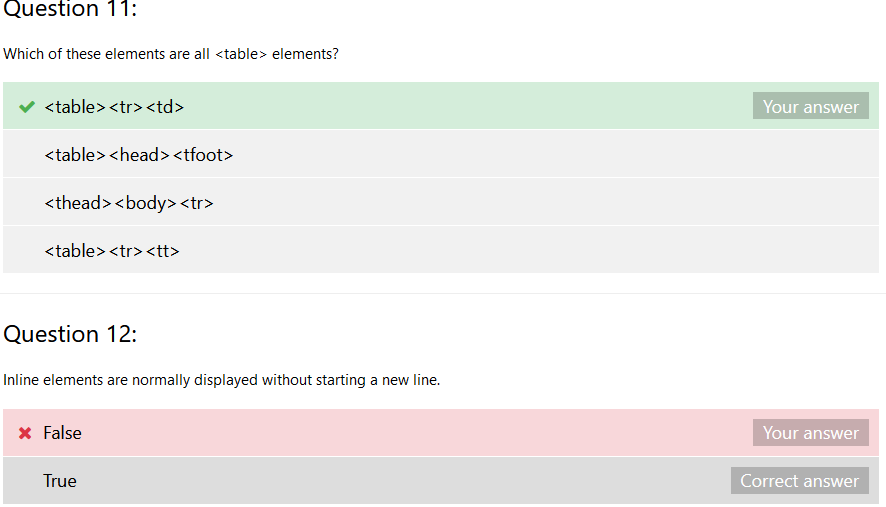 Question 11:
Which of these elements are all <table> elements?
<table><tr><td> Your answer
<table><head><tfoot>
<thead><body><tr>
<table><tr><tt>
Question 12:
Inline elements are normally displayed without starting a new line.
False Your answer
True Correct answer